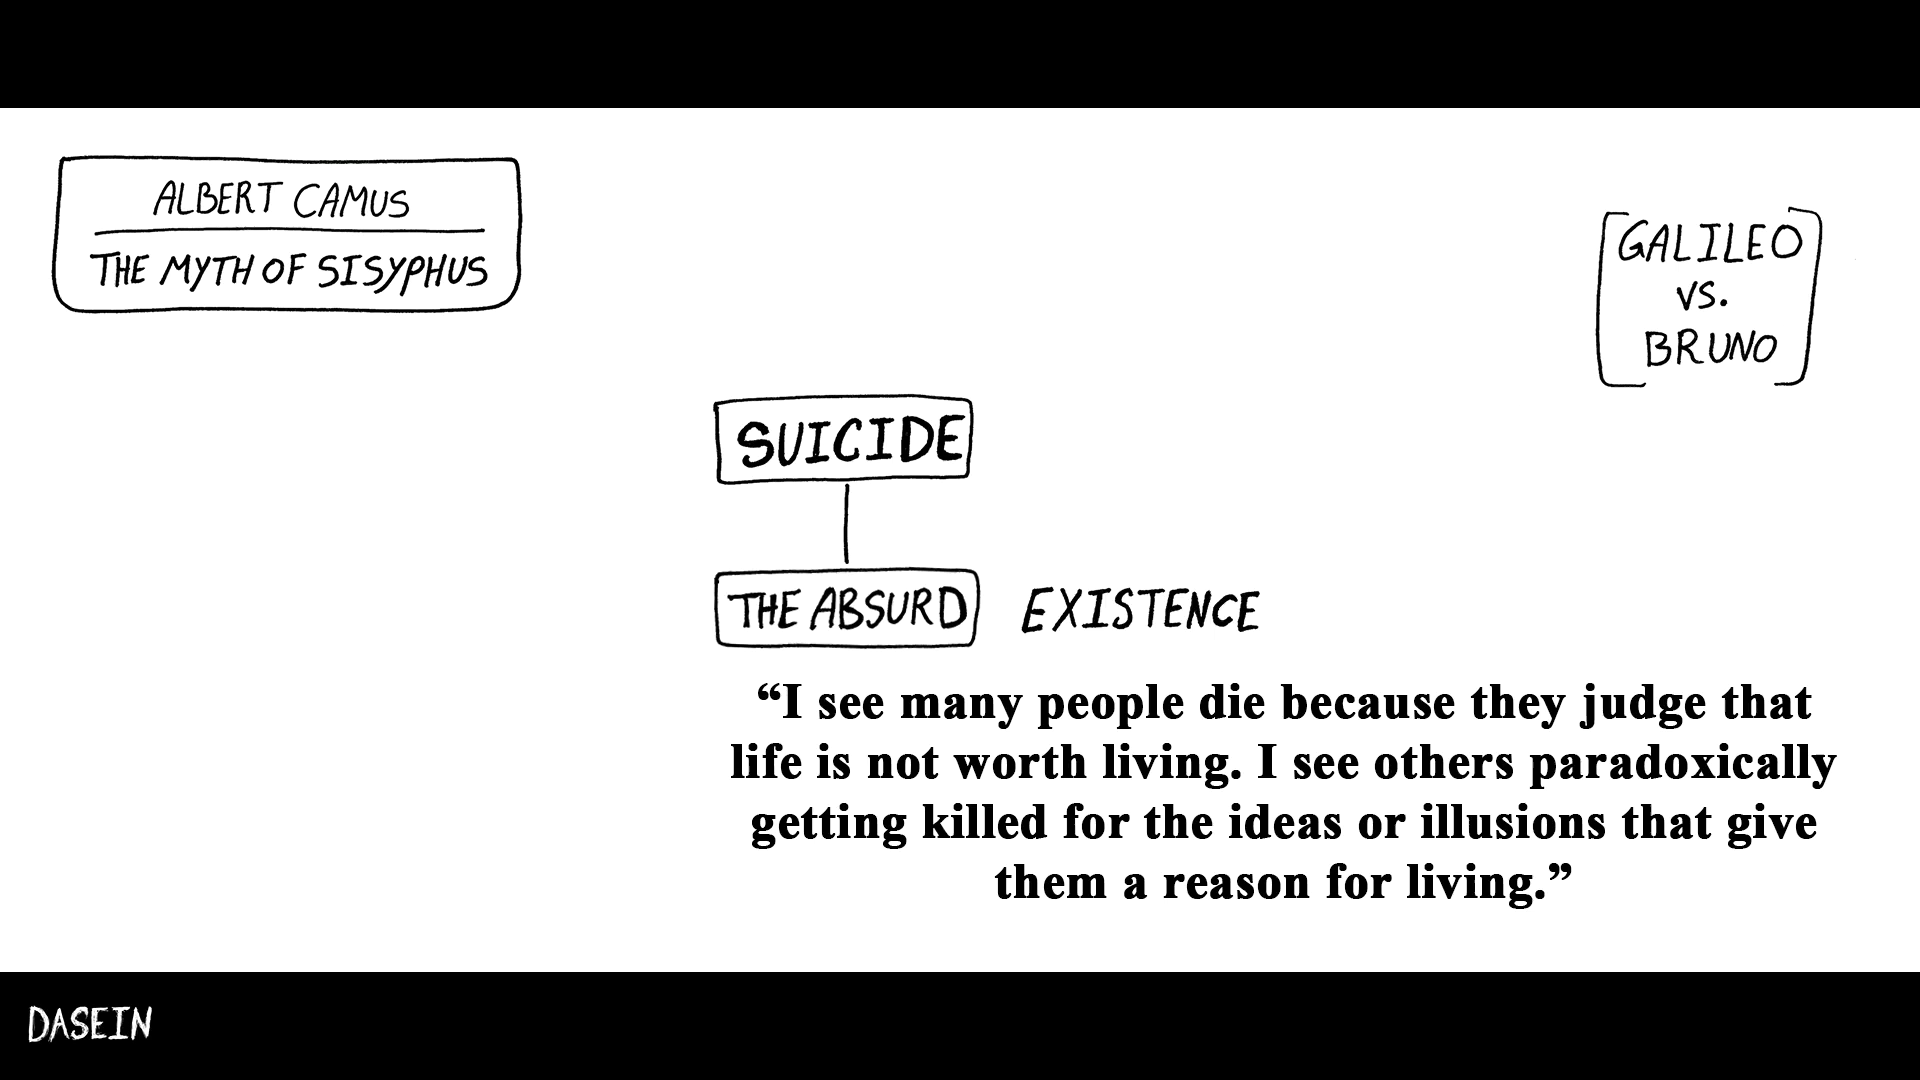 ALBERT CAMUS
THE MYTH OF SISYPHUS
GALILEO
VS.
BRUNO
SUICIDE
THE ABSURD EXISTENCE
“I see many people die because they judge that
life is not worth living. I see others paradoxically
getting killed for the ideas or illusions that give
them a reason for living.”
DASEIN